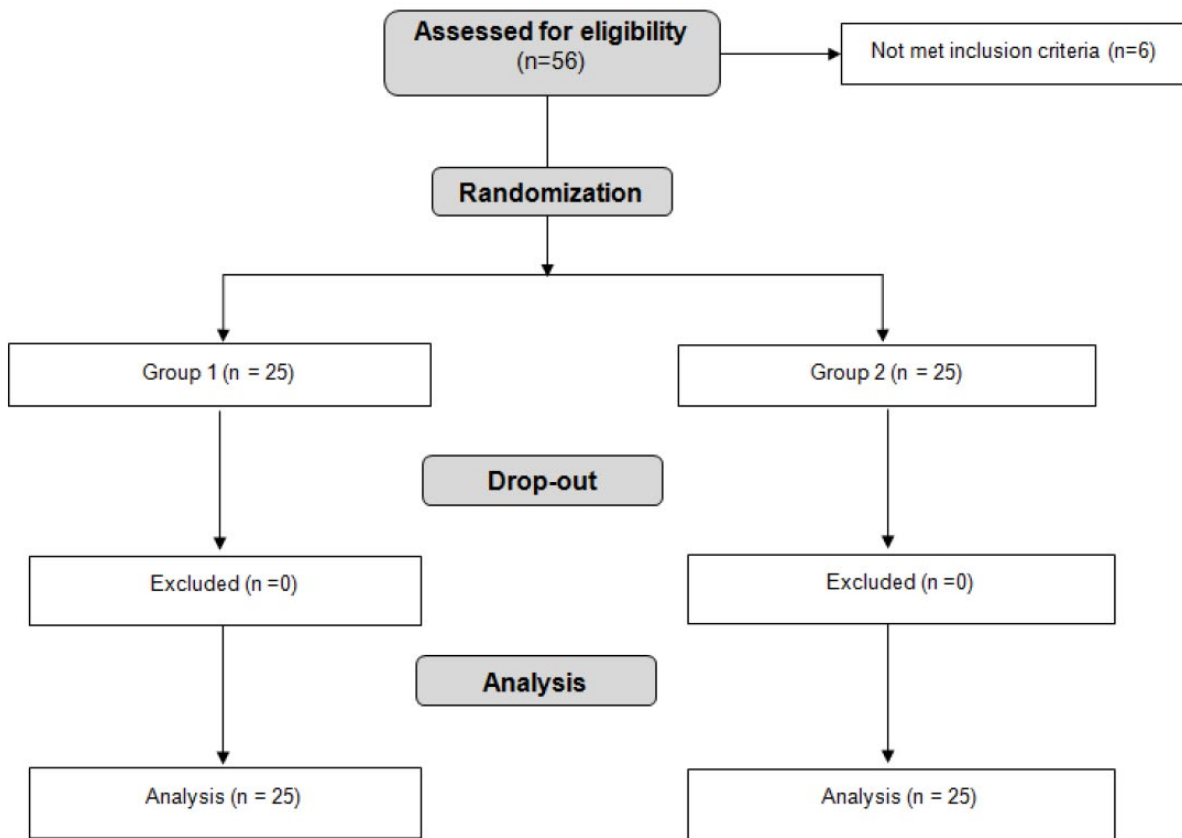 Assessed for eligibility
(n=56)
Not met inclusion criteria (n=6)
Randomization
Group 1 (n = 25)
Group 2 (n = 25)
Drop-out
Excluded (n =0)
Excluded (n =0)
Analysis
Analysis (n = 25)
Analysis (n = 25)